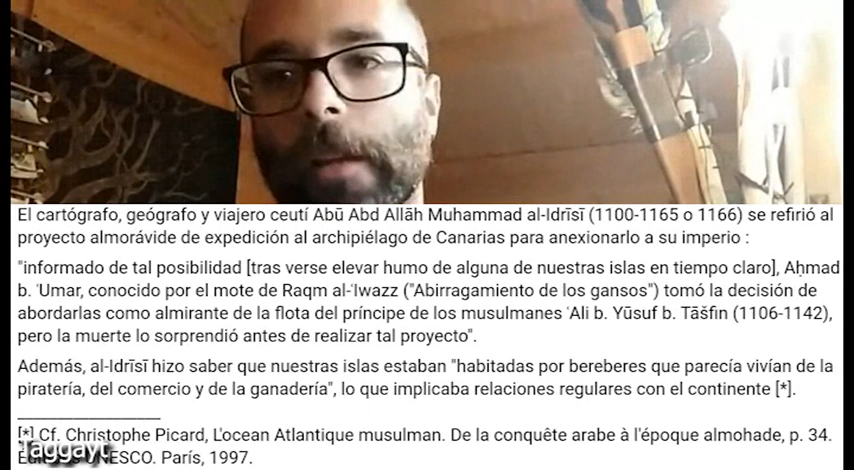 El cartógrafo, geógrafo y viajero ceutí Abū Abd Allāh Muhammad al-Idrīsī (1100-1165 o 1166) se refirió al
proyecto almorávide de expedición al archipiélago de Canarias para anexionarlo a su imperio :
"informado de tal posibilidad [tras verse elevar humo de alguna de nuestras islas en tiempo claro], Aḥmad
b. ʿUmar, conocido por el mote de Raqm al-ʾIwazz ("Abirragamiento de los gansos") tomó la decisión de
abordarlas como almirante de la flota del príncipe de los musulmanes ʿAli b. Yūsuf b. Tāšfin (1106-1142),
pero la muerte lo sorprendió antes de realizar tal proyecto".
Además, al-Idrīsī hizo saber que nuestras islas estaban "habitadas por bereberes que parecía vivían de la
piratería, del comercio y de la ganadería", lo que implicaba relaciones regulares con el continente [*].
[*] Cf. Christophe Picard, L'ocean Atlantique musulman. De la conquête arabe à l'époque almohade, p. 34.
Taggayt
UNESCO. París, 1997.